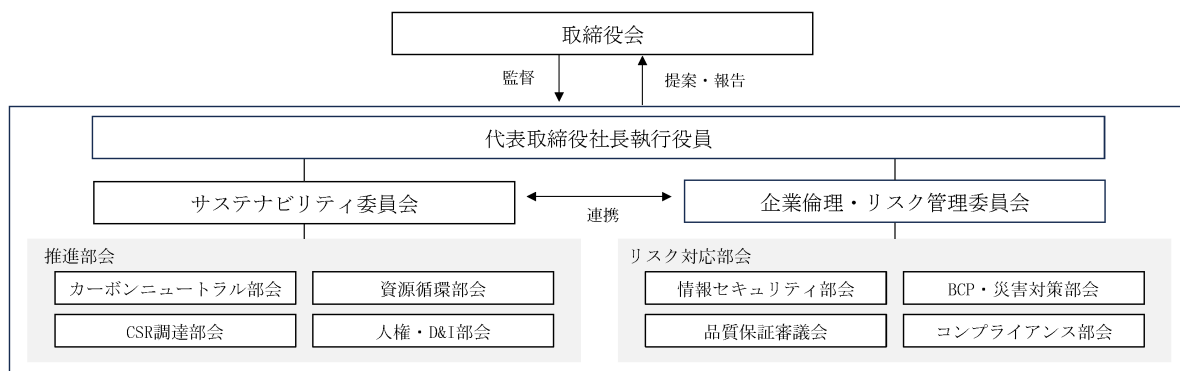 取締役会
監督
提案・報告
代表取締役社長執行役員
サステナビリティ委員会
連携
企業倫理・リスク管理委員会
推進部会
カーボンニュートラル部会
資源循環部会
CSR調達部会
人権・D&I部会
リスク対応部会
情報セキュリティ部会
BCP・災害対策部会
品質保証審議会
コンプライアンス部会